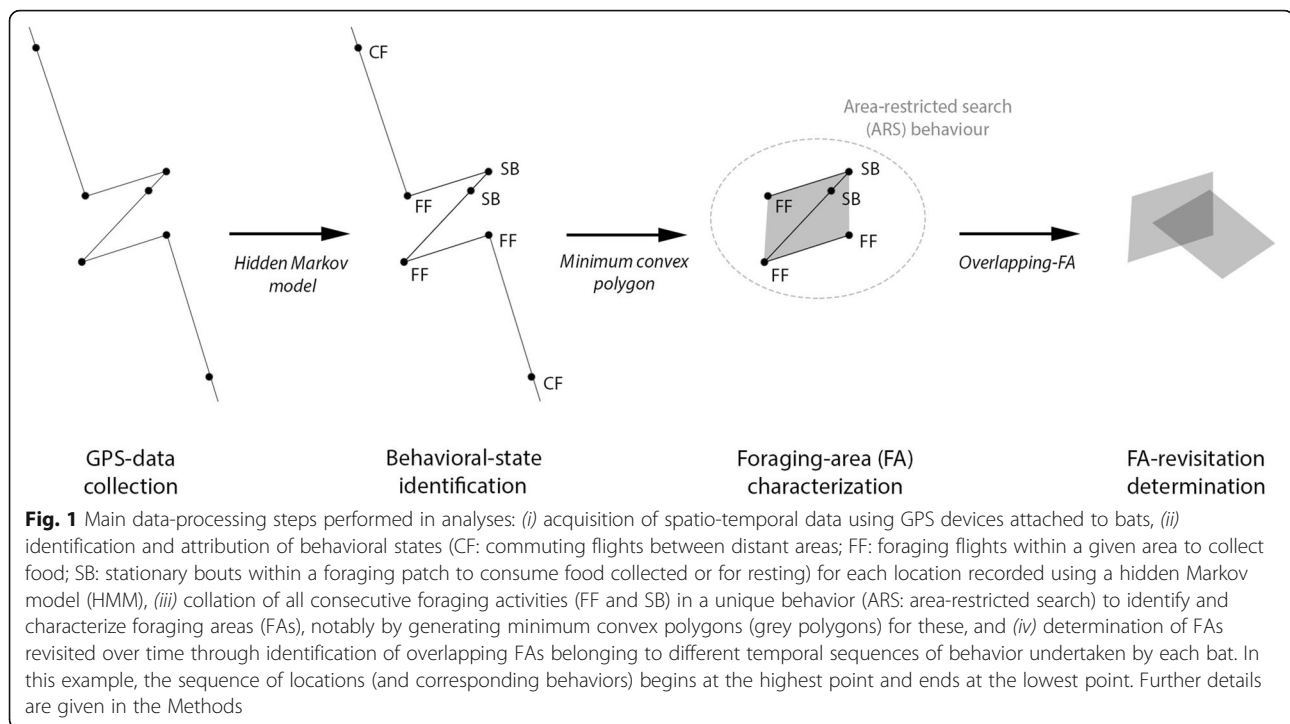 CF
SB
SB
FF
FF
FF
CF
Hidden Markov
model
Minimum convex
polygon
Area-restricted search
(ARS) behaviour
SB
SB
FF
FF
FF
Overlapping-FA
GPS-data
collection
Behavioral-state
identification
Foraging-area (FA)
characterization
FA-revisitation
determination
Fig. 1 Main data-processing steps performed in analyses: (i) acquisition of spatio-temporal data using GPS devices attached to bats, (ii)
identification and attribution of behavioral states (CF: commuting flights between distant areas; FF: foraging flights within a given area to collect
food; SB: stationary bouts within a foraging patch to consume food collected or for resting) for each location recorded using a hidden Markov
model (HMM), (iii) collation of all consecutive foraging activities (FF and SB) in a unique behavior (ARS: area-restricted search) to identify and
characterize foraging areas (FAs), notably by generating minimum convex polygons (grey polygons) for these, and (iv) determination of FAs
revisited over time through identification of overlapping FAs belonging to different temporal sequences of behavior undertaken by each bat. In
this example, the sequence of locations (and corresponding behaviors) begins at the highest point and ends at the lowest point. Further details
are given in the Methods